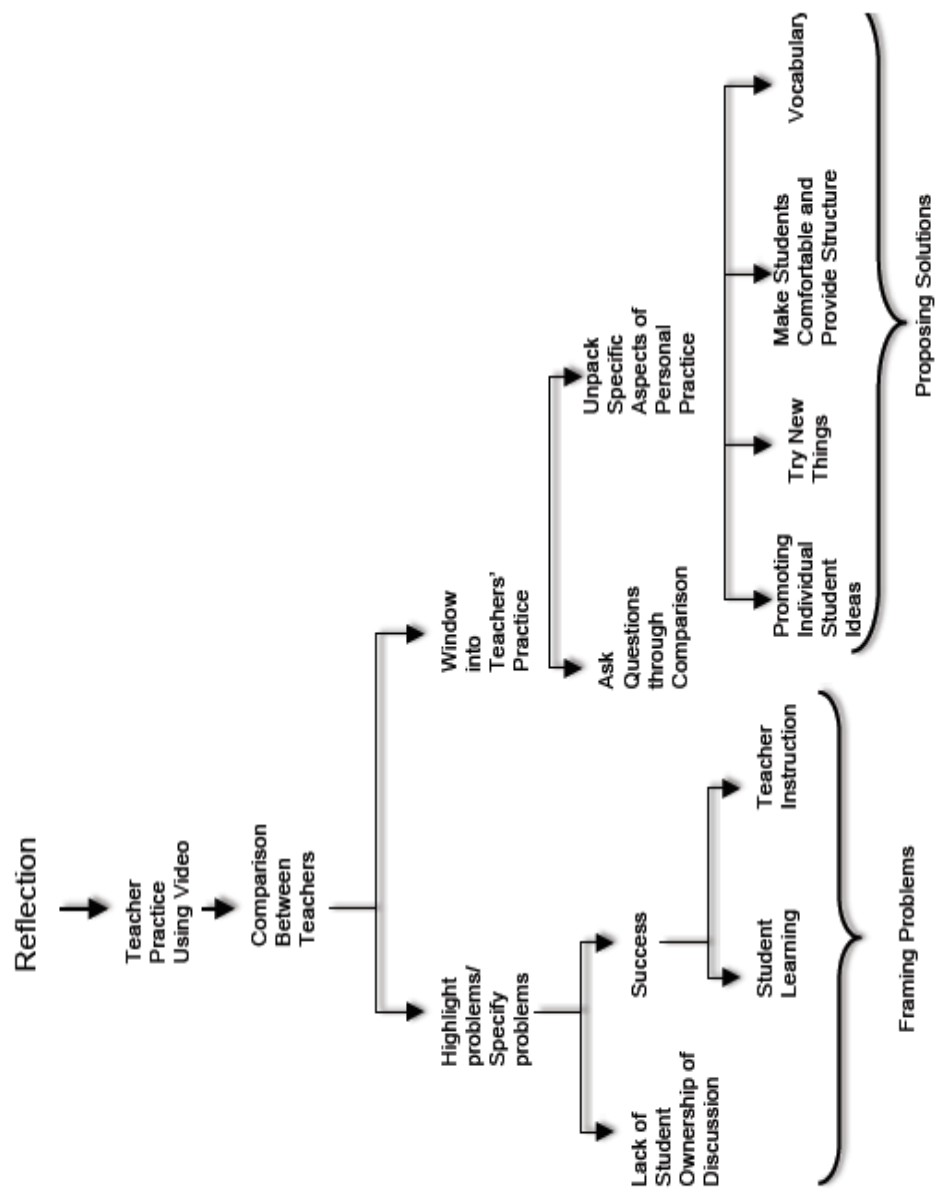 Reflection
Teacher
Practice
Using Video
Comparison
Between
Teachers
Highlight
problems/
Specify
problems
Window
into
Teachers'
Practice
Lack of
Student
Ownership of
Discussion
Success
Ask
Questions
through
Comparison
Unpack
Specific
Aspects of
Personal
Practice
Student
Learning
Teacher
Instruction
Promoting
Individual
Student
Ideas
Try New
Things
Make Students
Comfortable and
Provide Structure
Vocabulary
Framing Problems
Proposing Solutions